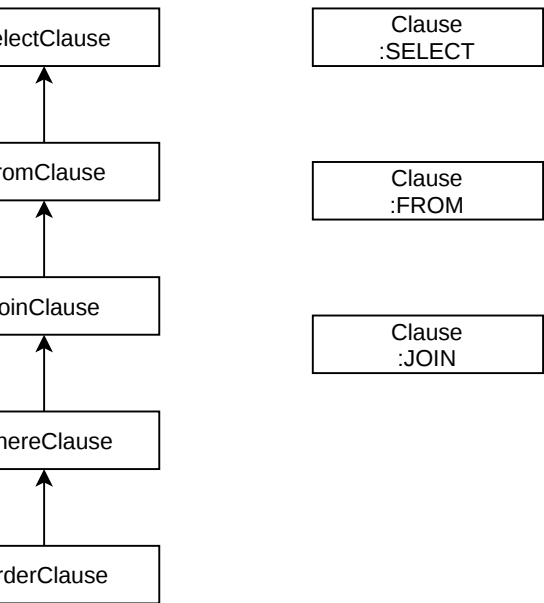 electClause
romClause
oinClause
hereClause
rderClause
Clause
:SELECT
Clause
:FROM
Clause
:JOIN